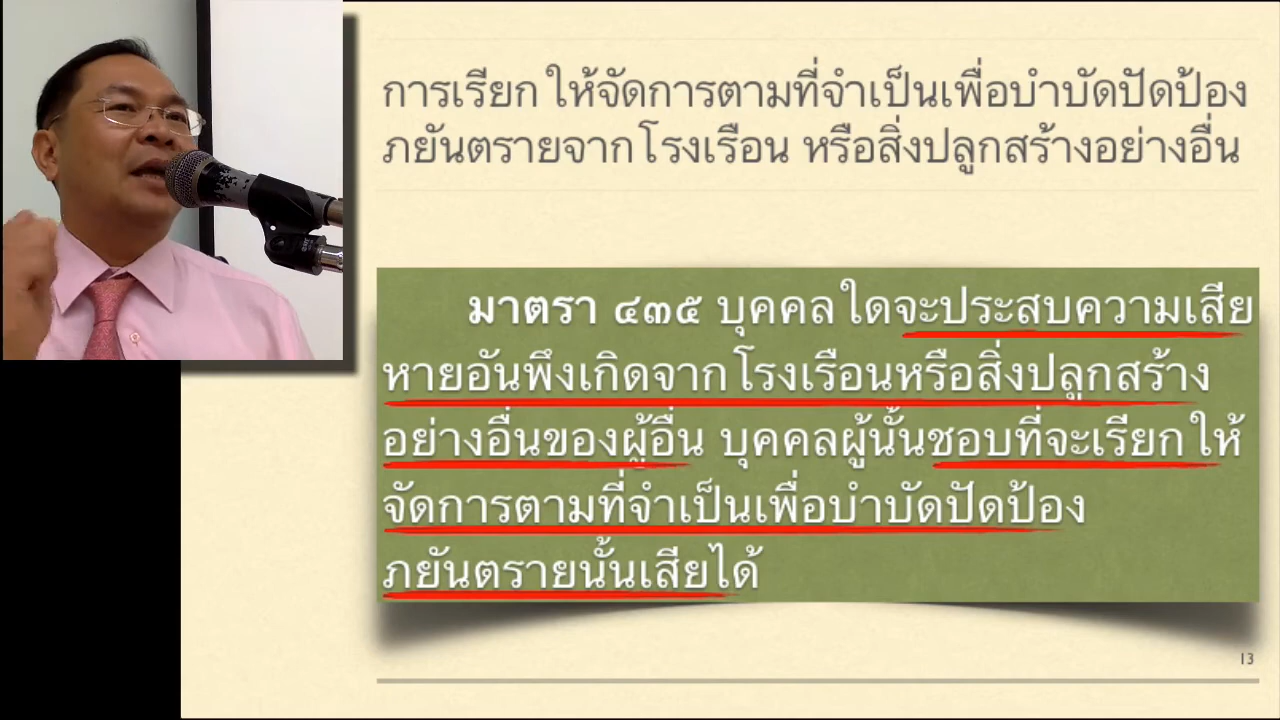 การเรียกให้จัดการตามที่จำเป็นเพื่อบำบัดปัดป้อง
ภยันตรายจากโรงเรือน หรือสิ่งปลูกสร้างอย่างอื่น
มาตรา ๔๓๕ บุคคลใดจะประสบความเสีย
หายอันพึงเกิดจากโรงเรือนหรือสิ่งปลูกสร้าง
อย่างอื่นของผู้อื่น บุคคลผู้นั้นชอบที่จะเรียกให้
จัดการตามที่จำเป็นเพื่อบำบัดปัดป้อง
ภยันตรายนั้นเสียได้
13